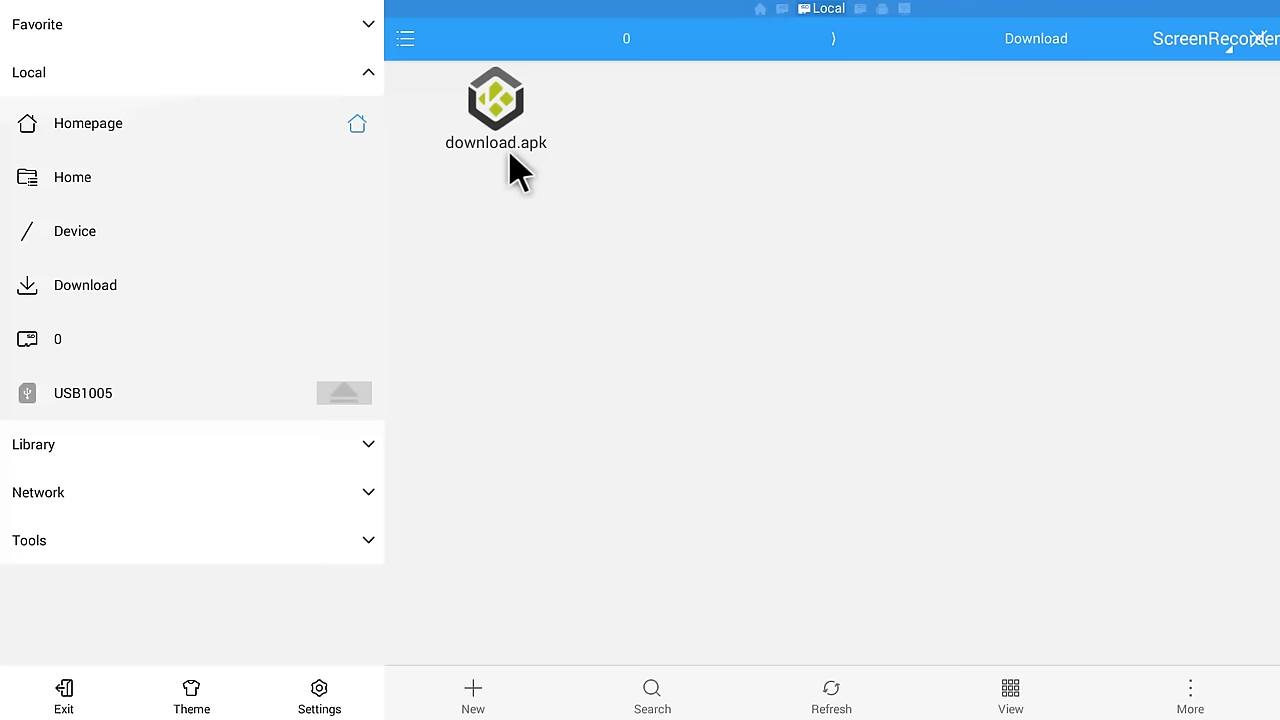 Favorite
Local
Homepage
Home
Device
Download
0
USB1005
Library
Network
Tools
Exit
Theme
Settings
Local
0
Download
ScreenRecorder
download.apk
New
Search
Refresh
View
More